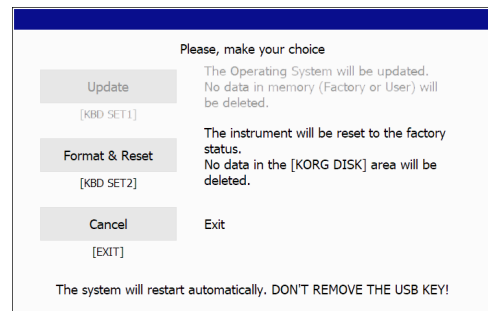 Please, make your choice
Update
[KBD SET1]
The Operating System will be updated.
No data in memory (Factory or User) will
be deleted.
Format & Reset
[KBD SET2]
The instrument will be reset to the factory
status.
No data in the [KORG DISK] area will be
deleted.
Cancel
[EXIT]
Exit
The system will restart automatically. DON'T REMOVE THE USB KEY!